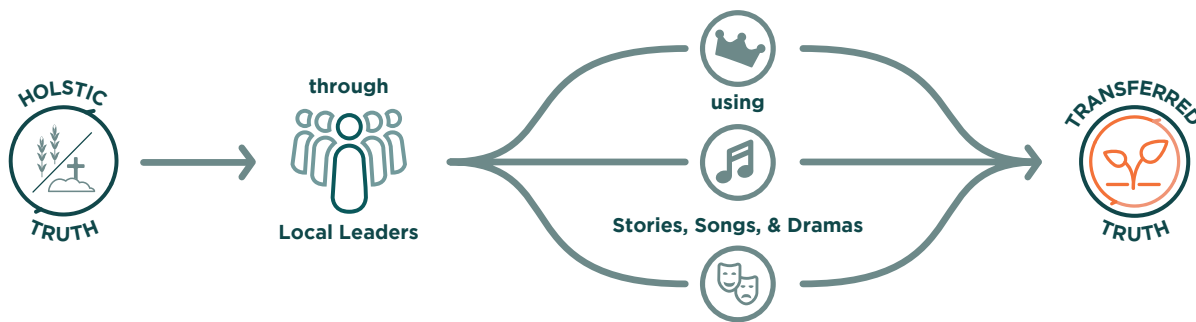 HOLSTIC
TRUTH
through
Local Leaders
using
Stories, Songs, & Dramas
TRANSFERRED
TRUTH